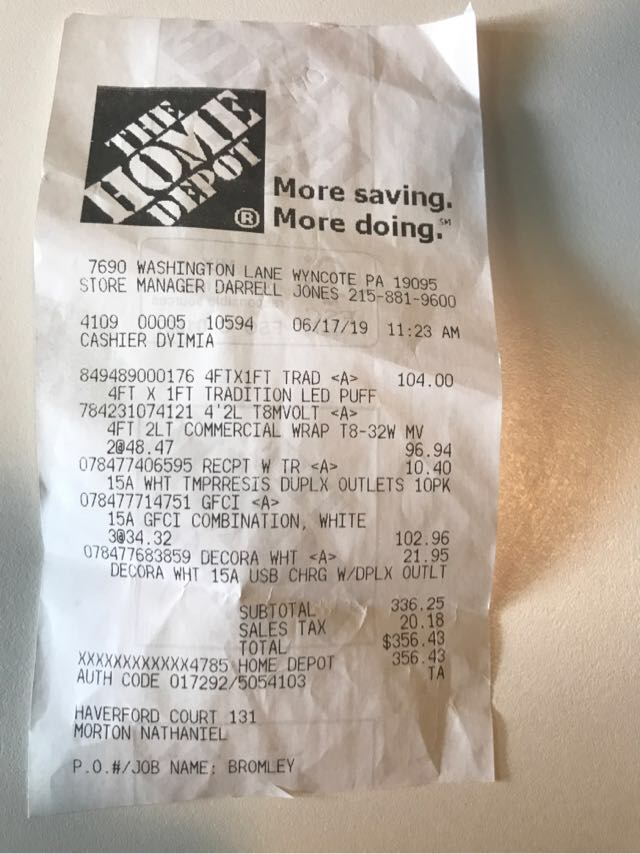 THE
HOME
DEPOT
®
More saving.
More doing.℠
7690 WASHINGTON LANE WYNCOTE PA 19095
STORE MANAGER DARRELL JONES 215-881-9600
4109 00005 10594 06/17/19 11:23 AM
CASHIER DYIMIA
849489000176 4FTX1FT TRAD <A> 104.00
4FT X 1FT TRADITION LED PUFF
784231074121 4'2L T8MVOLT <A>
4FT 2LT COMMERCIAL WRAP T8-32W MV
2@48.47 96.94
078477406595 RECPT W TR <A> 10.40
15A WHT TMPRRESIS DUPLX OUTLETS 10PK
078477714751 GFCI <A>
15A GFCI COMBINATION, WHITE
3@34.32 102.96
078477683859 DECORA WHT <A> 21.95
DECORA WHT 15A USB CHRG W/DPLX OUTLT
SUBTOTAL 336.25
SALES TAX 20.18
TOTAL $356.43
XXXXXXXXXXXX4785 HOME DEPOT 356.43
AUTH CODE 017292/5054103 TA
HAVERFORD COURT 131
MORTON NATHANIEL
P.O.#/JOB NAME: BROMLEY